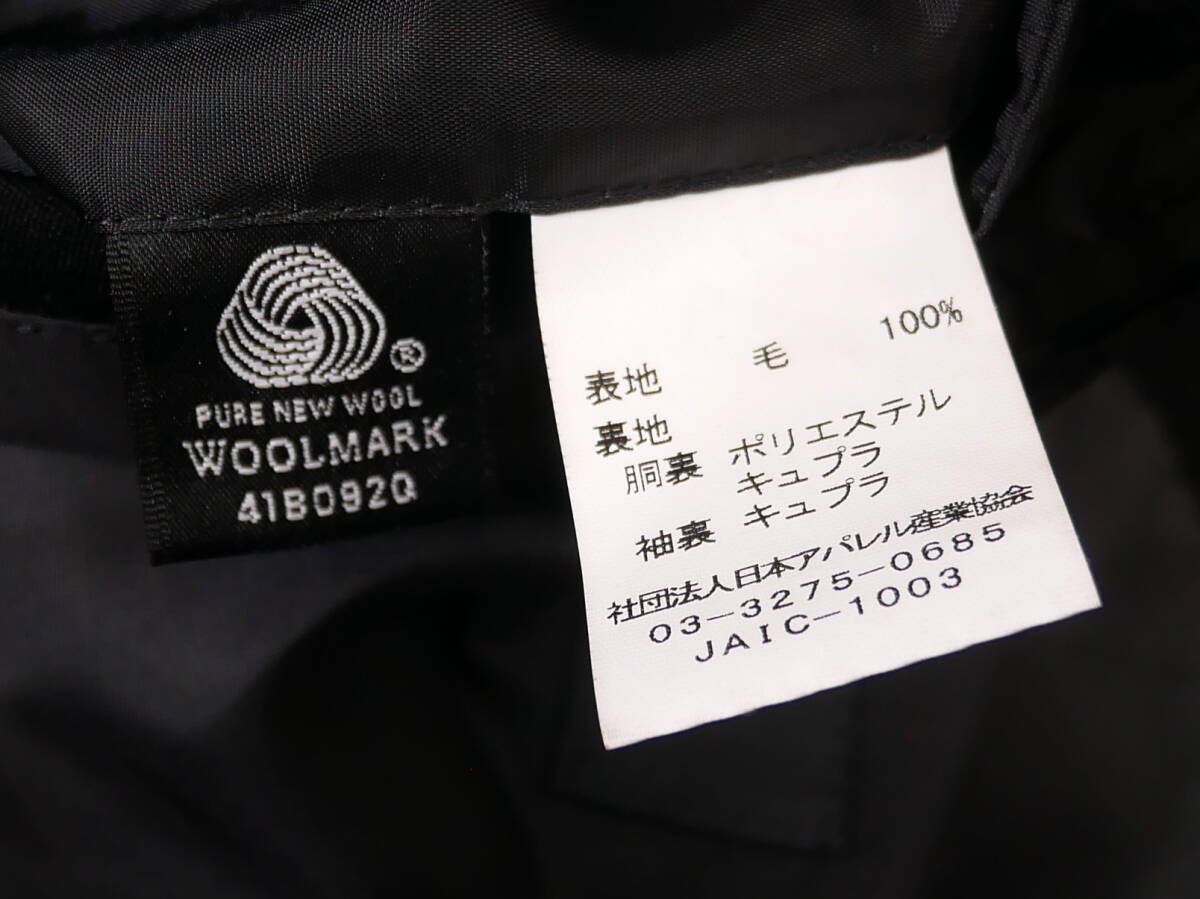 ®
PURE NEW WOOL
WOOLMARK
41B092Q
表地 毛 100%
裏地
胴裏 ポリエステル
キュプラ
袖裏 キュプラ
社団法人日本アパレル産業協会
03-3275-0685
JAIC-1003